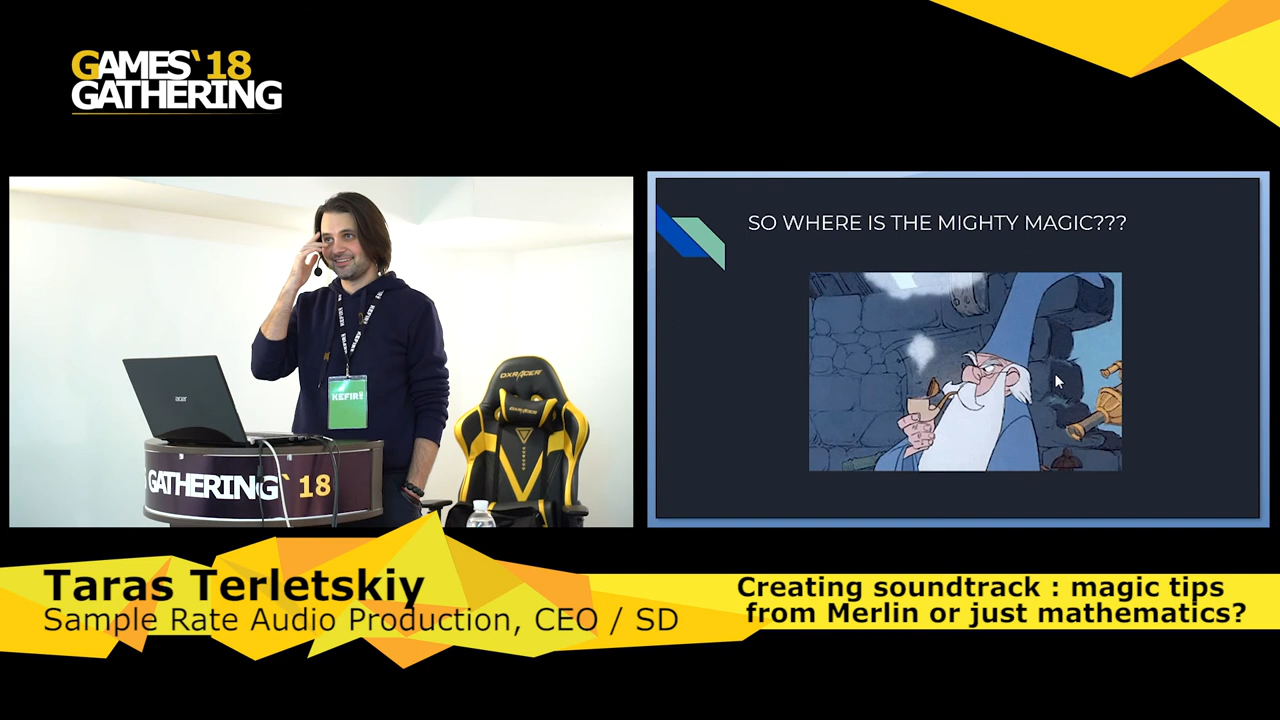 GAMES`18
GATHERING
SO WHERE IS THE MIGHTY MAGIC???
KEFIR!
acer
DXRACER
DXRACER
GATHERING`18
Taras Terletskiy
Sample Rate Audio Production, CEO / SD
Creating soundtrack : magic tips
from Merlin or just mathematics?